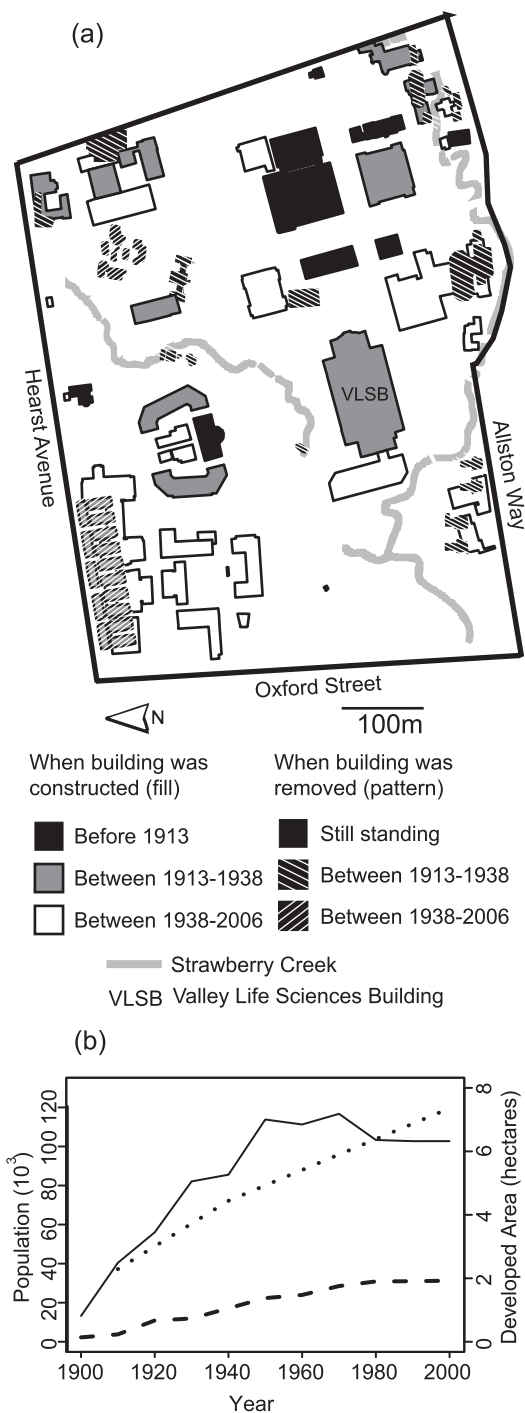 (a)
VLSB
Hearst Avenue
Allston Way
Oxford Street
N
100m
When building was
constructed (fill)
When building was
removed (pattern)
Before 1913
Still standing
Between 1913-1938
Between 1913-1938
Between 1938-2006
Between 1938-2006
Strawberry Creek
VLSB Valley Life Sciences Building
(b)
Population (10³)
0 20 40 60 80 100 120
Developed Area (hectares)
0 2 4 6 8
1900 1920 1940 1960 1980 2000
Year